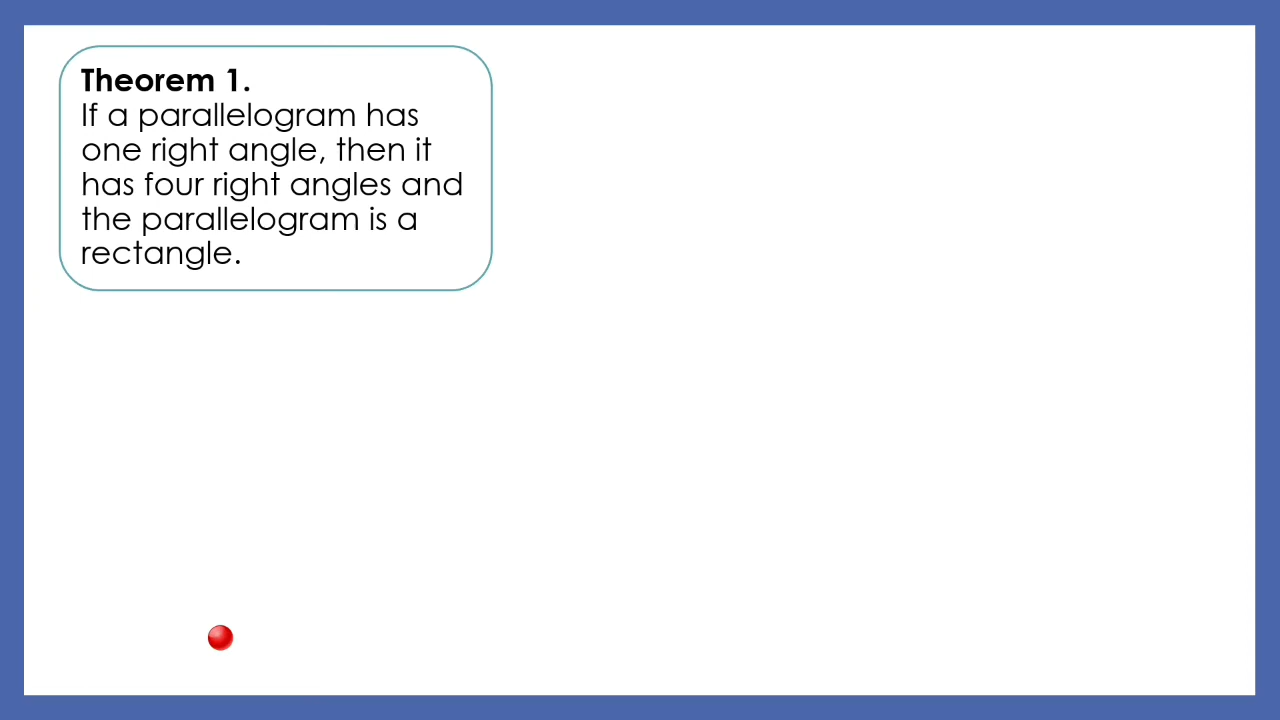 Theorem 1.
If a parallelogram has
one right angle, then it
has four right angles and
the parallelogram is a
rectangle.